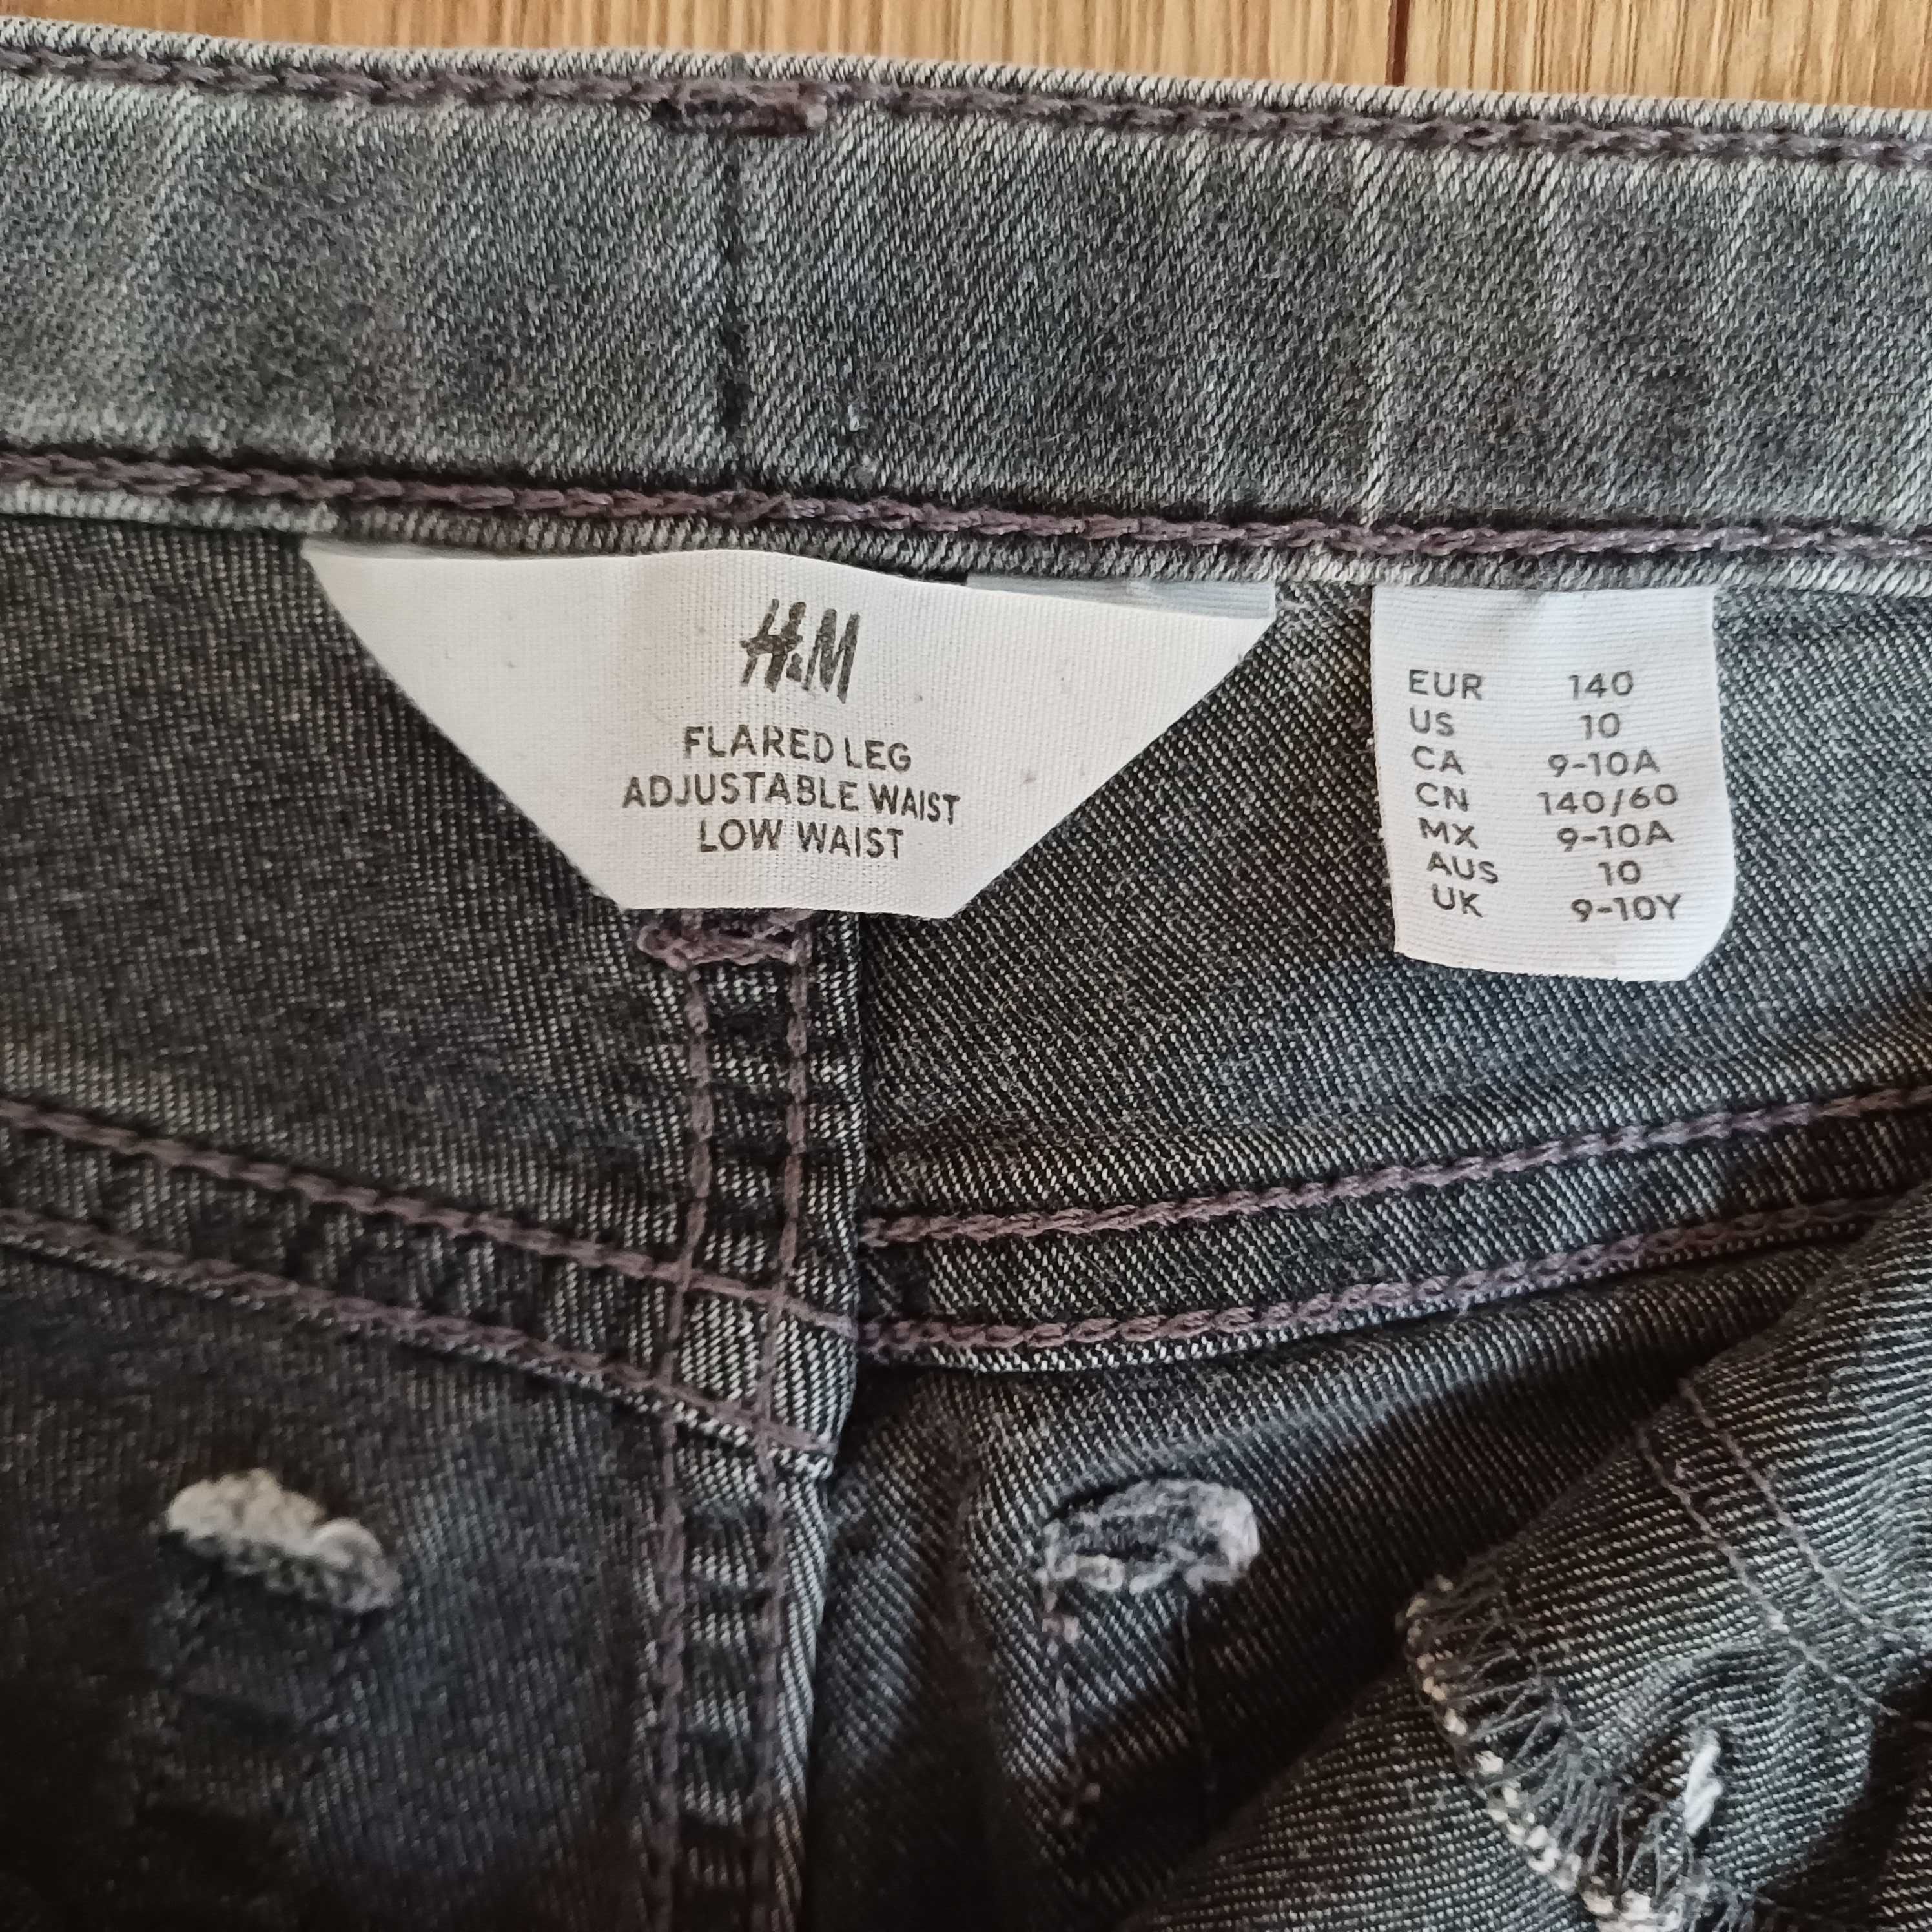 H&M
FLARED LEG
ADJUSTABLE WAIST
LOW WAIST
EUR 140
US 10
CA 9-10A
CN 140/60
MX 9-10A
AUS 10
UK 9-10Y